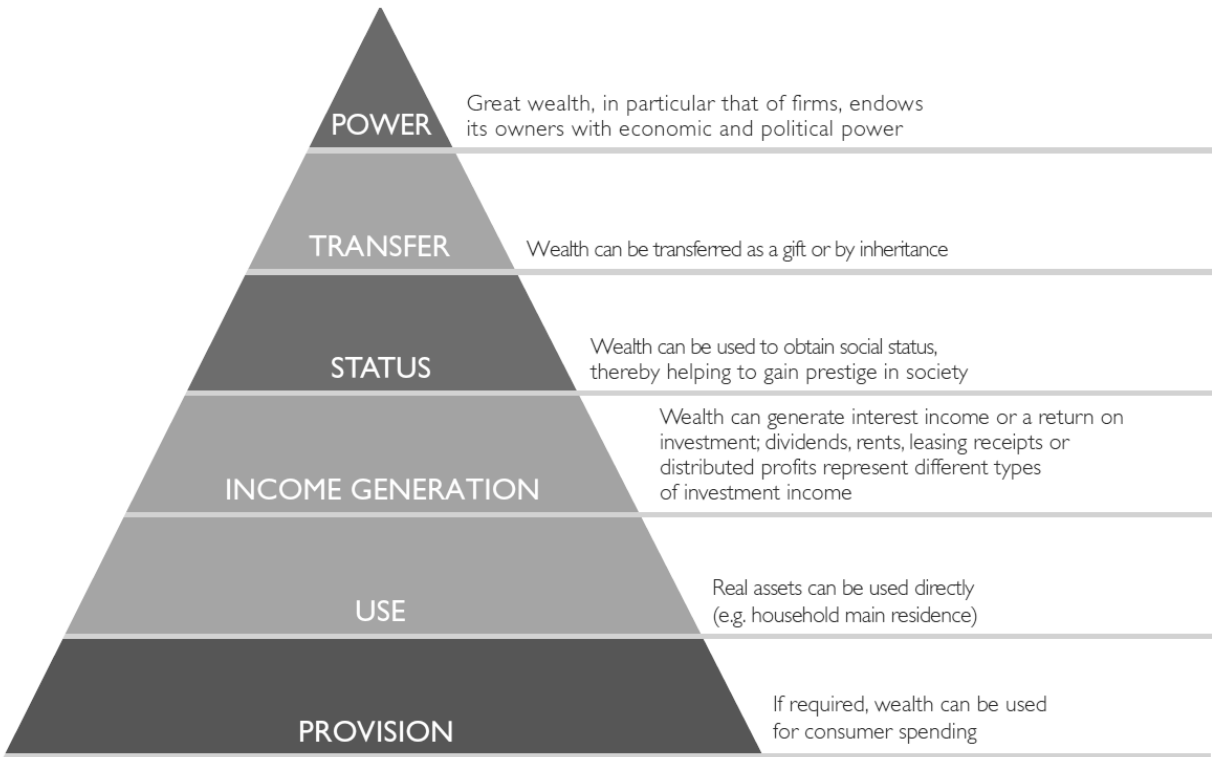 POWER
Great wealth, in particular that of firms, endows
its owners with economic and political power
TRANSFER
Wealth can be transferred as a gift or by inheritance
STATUS
Wealth can be used to obtain social status,
thereby helping to gain prestige in society
INCOME GENERATION
Wealth can generate interest income or a return on
investment; dividends, rents, leasing receipts or
distributed profits represent different types
of investment income
USE
Real assets can be used directly
(e.g. household main residence)
PROVISION
If required, wealth can be used
for consumer spending